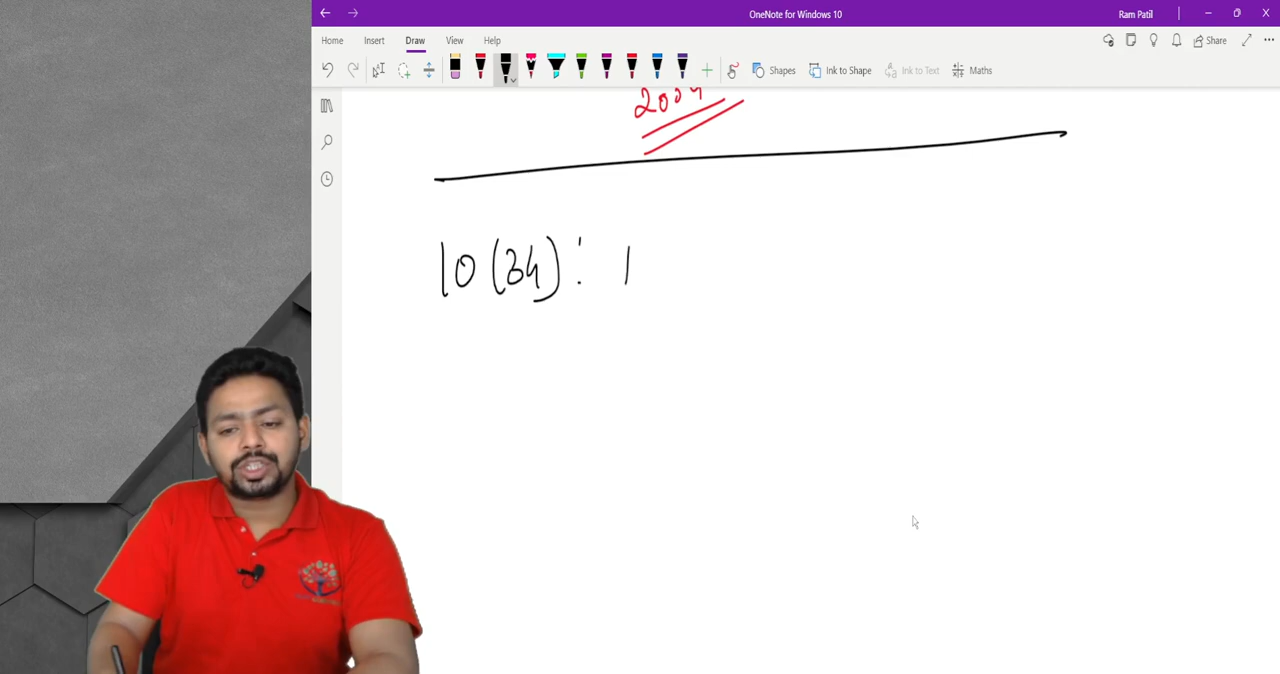 OneNote for Windows 10
Ram Patil
Home Insert Draw View Help
Share
Shapes Ink to Shape Ink to Text Maths
2004
10(34): 1